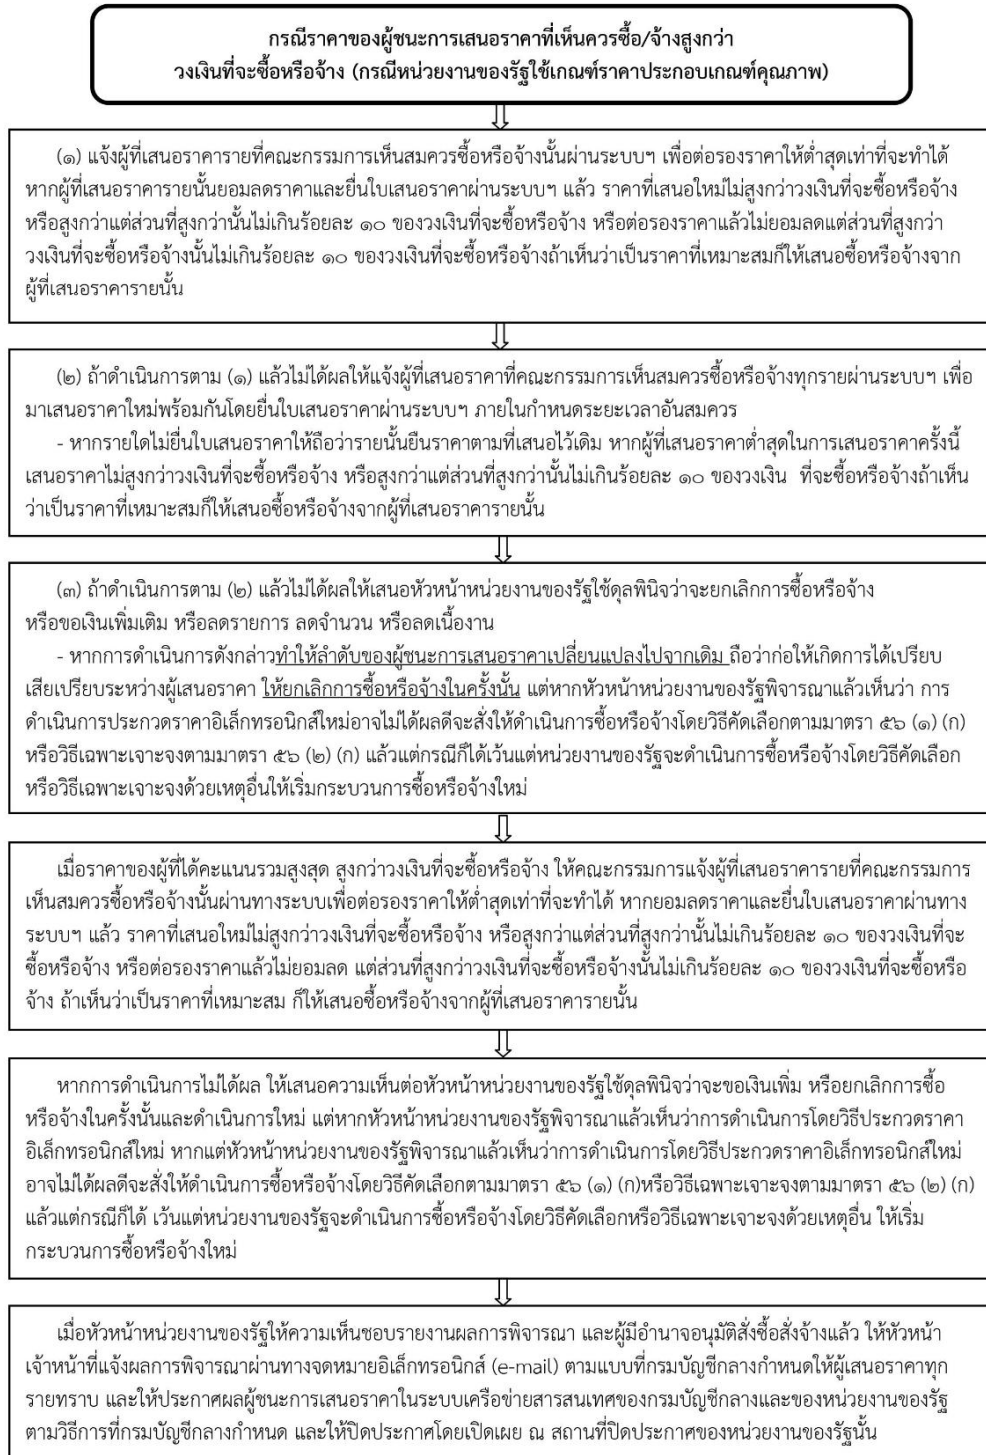 กรณีราคาของผู้ชนะการเสนอราคาที่เห็นควรซื้อ/จ้างสูงกว่า
วงเงินที่จะซื้อหรือจ้าง (กรณีหน่วยงานของรัฐใช้เกณฑ์ราคาประกอบเกณฑ์คุณภาพ)
(๑) แจ้งผู้ที่เสนอราคารายที่คณะกรรมการเห็นสมควรซื้อหรือจ้างนั้นผ่านระบบฯ เพื่อต่อรองราคาให้ต่ำสุดเท่าที่จะทำได้
หากผู้ที่เสนอราคารายนั้นยอมลดราคาและยื่นใบเสนอราคาผ่านระบบฯ แล้ว ราคาที่เสนอใหม่ไม่สูงกว่าวงเงินที่จะซื้อหรือจ้าง
หรือสูงกว่าแต่ส่วนที่สูงกว่านั้นไม่เกินร้อยละ ๑๐ ของวงเงินที่จะซื้อหรือจ้าง หรือต่อรองราคาแล้วไม่ยอมลดแต่ส่วนที่สูงกว่า
วงเงินที่จะซื้อหรือจ้างนั้นไม่เกินร้อยละ ๑๐ ของวงเงินที่จะซื้อหรือจ้างถ้าเห็นว่าเป็นราคาที่เหมาะสมก็ให้เสนอซื้อหรือจ้างจาก
ผู้ที่เสนอราคารายนั้น
(๒) ถ้าดำเนินการตาม (๑) แล้วไม่ได้ผลให้แจ้งผู้ที่เสนอราคาที่คณะกรรมการเห็นสมควรซื้อหรือจ้างทุกรายผ่านระบบฯ เพื่อ
มาเสนอราคาใหม่พร้อมกันโดยยื่นใบเสนอราคาผ่านระบบฯ ภายในกำหนดระยะเวลาอันสมควร
- หากรายใดไม่ยื่นใบเสนอราคาให้ถือว่ารายนั้นยืนราคาตามที่เสนอไว้เดิม หากผู้ที่เสนอราคาต่ำสุดในการเสนอราคาครั้งนี้
เสนอราคาไม่สูงกว่าวงเงินที่จะซื้อหรือจ้าง หรือสูงกว่าแต่ส่วนที่สูงกว่านั้นไม่เกินร้อยละ ๑๐ ของวงเงิน ที่จะซื้อหรือจ้างถ้าเห็น
ว่าเป็นราคาที่เหมาะสมก็ให้เสนอซื้อหรือจ้างจากผู้ที่เสนอราคารายนั้น
(๓) ถ้าดำเนินการตาม (๒) แล้วไม่ได้ผลให้เสนอหัวหน้าหน่วยงานของรัฐใช้ดุลพินิจว่าจะยกเลิกการซื้อหรือจ้าง
หรือขอเงินเพิ่มเติม หรือลดรายการ ลดจำนวน หรือลดเนื้องาน
- หากการดำเนินการดังกล่าวทำให้ลำดับของผู้ชนะการเสนอราคาเปลี่ยนแปลงไปจากเดิม ถือว่าก่อให้เกิดการได้เปรียบ
เสียเปรียบระหว่างผู้เสนอราคา ให้ยกเลิกการซื้อหรือจ้างในครั้งนั้น แต่หากหัวหน้าหน่วยงานของรัฐพิจารณาแล้วเห็นว่า การ
ดำเนินการประกวดราคาอิเล็กทรอนิกส์ใหม่อาจไม่ได้ผลดีจะสั่งให้ดำเนินการซื้อหรือจ้างโดยวิธีคัดเลือกตามมาตรา ๕๖ (๑) (ก)
หรือวิธีเฉพาะเจาะจงตามมาตรา ๕๖ (๒) (ก) แล้วแต่กรณีก็ได้เว้นแต่หน่วยงานของรัฐจะดำเนินการซื้อหรือจ้างโดยวิธีคัดเลือก
หรือวิธีเฉพาะเจาะจงด้วยเหตุอื่นให้เริ่มกระบวนการซื้อหรือจ้างใหม่
เมื่อราคาของผู้ที่ได้คะแนนรวมสูงสุด สูงกว่าวงเงินที่จะซื้อหรือจ้าง ให้คณะกรรมการแจ้งผู้ที่เสนอราคารายที่คณะกรรมการ
เห็นสมควรซื้อหรือจ้างนั้นผ่านทางระบบเพื่อต่อรองราคาให้ต่ำสุดเท่าที่จะทำได้ หากยอมลดราคาและยื่นใบเสนอราคาผ่านทาง
ระบบฯ แล้ว ราคาที่เสนอใหม่ไม่สูงกว่าวงเงินที่จะซื้อหรือจ้าง หรือสูงกว่าแต่ส่วนที่สูงกว่านั้นไม่เกินร้อยละ ๑๐ ของวงเงินที่จะ
ซื้อหรือจ้าง หรือต่อรองราคาแล้วไม่ยอมลด แต่ส่วนที่สูงกว่าวงเงินที่จะซื้อหรือจ้างนั้นไม่เกินร้อยละ ๑๐ ของวงเงินที่จะซื้อหรือ
จ้าง ถ้าเห็นว่าเป็นราคาที่เหมาะสม ก็ให้เสนอซื้อหรือจ้างจากผู้ที่เสนอราคารายนั้น
หากการดำเนินการไม่ได้ผล ให้เสนอความเห็นต่อหัวหน้าหน่วยงานของรัฐใช้ดุลพินิจว่าจะขอเงินเพิ่ม หรือยกเลิกการซื้อ
หรือจ้างในครั้งนั้นและดำเนินการใหม่ แต่หากหัวหน้าหน่วยงานของรัฐพิจารณาแล้วเห็นว่าการดำเนินการโดยวิธีประกวดราคา
อิเล็กทรอนิกส์ใหม่ หากแต่หัวหน้าหน่วยงานของรัฐพิจารณาแล้วเห็นว่าการดำเนินการโดยวิธีประกวดราคาอิเล็กทรอนิกส์ใหม่
อาจไม่ได้ผลดีจะสั่งให้ดำเนินการซื้อหรือจ้างโดยวิธีคัดเลือกตามมาตรา ๕๖ (๑) (ก)หรือวิธีเฉพาะเจาะจงตามมาตรา ๕๖ (๒) (ก)
แล้วแต่กรณีก็ได้ เว้นแต่หน่วยงานของรัฐจะดำเนินการซื้อหรือจ้างโดยวิธีคัดเลือกหรือวิธีเฉพาะเจาะจงด้วยเหตุอื่น ให้เริ่ม
กระบวนการซื้อหรือจ้างใหม่
เมื่อหัวหน้าหน่วยงานของรัฐให้ความเห็นชอบรายงานผลการพิจารณา และผู้มีอำนาจอนุมัติสั่งซื้อสั่งจ้างแล้ว ให้หัวหน้า
เจ้าหน้าที่แจ้งผลการพิจารณาผ่านทางจดหมายอิเล็กทรอนิกส์ (e-mail) ตามแบบที่กรมบัญชีกลางกำหนดให้ผู้เสนอราคาทุก
รายทราบ และให้ประกาศผลผู้ชนะการเสนอราคาในระบบเครือข่ายสารสนเทศของกรมบัญชีกลางและของหน่วยงานของรัฐ
ตามวิธีการที่กรมบัญชีกลางกำหนด และให้ปิดประกาศโดยเปิดเผย ณ สถานที่ปิดประกาศของหน่วยงานของรัฐนั้น